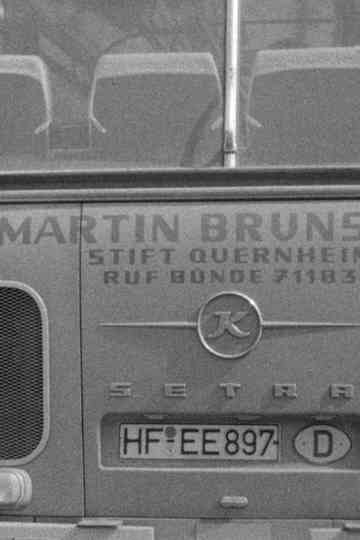 MARTIN BRUNS
STIFT QUERNHEIM
RUF BÜNDE 71183
K
SETRA
HF EE 897
D